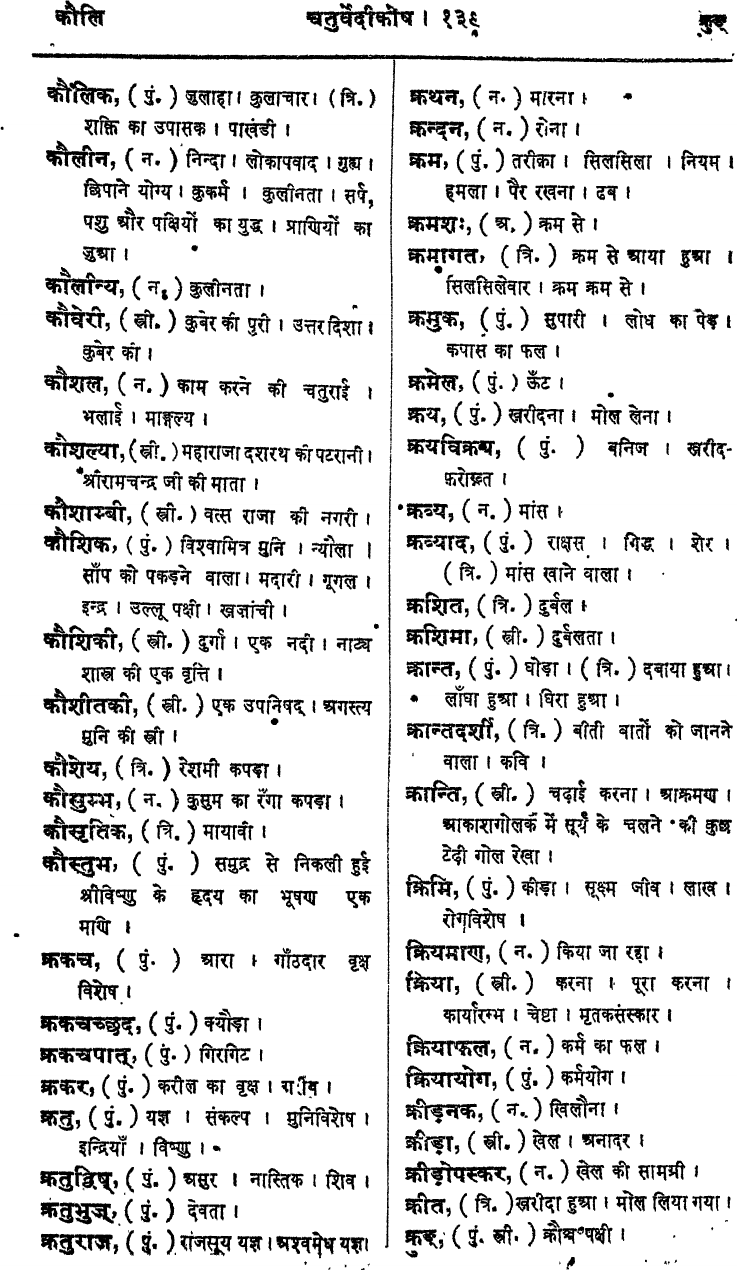 कौलि
चतुर्वेदीकोष । १३९
क्रुङ्
कौलिक, ( पुं. ) जुलाहा। कुलाचार। (त्रि.)
शक्ति का उपासक । पाखंडी ।
कौलीन, ( न. ) निन्दा। लोकापवाद । गुह्य।
छिपाने योग्य । कुकर्म । कुलीनता । सर्प,
पशु और पक्षियों का युद्ध । प्राणियों का
जुआ ।
कौलीन्य, ( न. ) कुलीनता ।
कौवेरी, ( स्त्री. ) कुबेर की पुरी । उत्तर दिशा ।
कुबेर की ।
कौशल, ( न. ) काम करने की चतुराई ।
भलाई । माङ्गल्य ।
कौशल्या, (स्त्री.) महाराजा दशरथ की पटरानी।
श्रीरामचन्द्र जी की माता ।
कौशाम्बी, ( स्त्री. ) वत्स राजा की नगरी ।
कौशिक, ( पुं. ) विश्वामित्र मुनि । न्यौला ।
साँप को पकड़ने वाला। मदारी । गूगल ।
इन्द्र । उल्लू पक्षी । खज़ांची ।
कौशिकी, ( स्त्री. ) दुर्गा । एक नदी । नाट्य
शास्त्र की एक वृत्ति ।
कौशीतकी, ( स्त्री. ) एक उपनिषद् । अगस्त्य
मुनि की स्त्री ।
कौशेय, ( त्रि. ) रेशमी कपड़ा ।
कौसुम्भ, ( न. ) कुसुम का रँगा कपड़ा ।
कौसृतिक, ( त्रि. ) मायावी ।
कौस्तुभ, ( पुं. ) समुद्र से निकली हुई
श्रीविष्णु के हृदय का भूषण एक
माणि ।
क्रकच, ( पुं. ) आरा । गाँठदार वृक्ष
विशेष ।
क्रकचच्छद, ( पुं. ) क्यौड़ा ।
क्रकचपात्, ( पुं. ) गिरगिट ।
क्रकर, ( पुं. ) करील का वृक्ष ।
क्रतु, ( पुं. ) यज्ञ । संकल्प । मुनिविशेष ।
इन्द्रियाँ । विष्णु ।
क्रतुद्विष्, ( पुं. ) असुर । नास्तिक । शिव ।
क्रतुभुज्, ( पुं. ) देवता ।
क्रतुराज, ( पुं. ) राजसूय यज्ञ। अश्वमेध यज्ञ।
क्रथन, ( न. ) मारना ।
क्रन्दन, ( न. ) रोना ।
क्रम, ( पुं. ) तरीका । सिलसिला । नियम ।
हमला । पैर रखना । ढब ।
क्रमशः, ( अ. ) क्रम से ।
क्रमागत, ( त्रि. ) क्रम से आया हुआ ।
सिलसिलेवार । क्रम क्रम से ।
क्रमुक, ( पुं. ) सुपारी । लोध का पेड़ ।
कपास का फल ।
क्रमेल, ( पुं. ) ऊँट ।
क्रय, ( पुं. ) खरीदना । मोल लेना ।
क्रयविक्रय, ( पुं. ) बनिज । ख़रीद-
फ़रोख़्त ।
क्रव्य, ( न. ) मांस ।
क्रव्याद, ( पुं. ) राक्षस । गिद्ध । शेर ।
( त्रि. ) मांस खाने वाला ।
क्रशित, ( त्रि. ) दुर्बल ।
क्रशिमा, ( स्त्री. ) दुर्बलता ।
क्रान्त, ( पुं. ) घोड़ा । ( त्रि. ) दबाया हुआ।
लाँघा हुआ । घिरा हुआ ।
क्रान्तदर्शी, ( त्रि. ) बीती बातों को जानने
वाला । कवि ।
क्रान्ति, ( स्त्री. ) चढ़ाई करना । आक्रमण ।
आकाशगोलक में सूर्य के चलने की कुछ
टेढ़ी गोल रेखा ।
क्रिमि, ( पुं. ) कीड़ा । सूक्ष्म जीव । लाख ।
रोगविशेष ।
क्रियमाण, ( न. ) किया जा रहा ।
क्रिया, ( स्त्री. ) करना । पूरा करना ।
कार्यारम्भ । चेष्टा । मृतकसंस्कार ।
क्रियाफल, ( न. ) कर्म का फल ।
क्रियायोग, ( पुं. ) कर्मयोग ।
क्रीड़नक, ( न. ) खिलौना ।
क्रीड़ा, ( स्त्री. ) खेल । अनादर ।
क्रीड़ोपस्कर, ( न. ) खेल की सामग्री ।
क्रीत, ( त्रि. ) खरीदा हुआ । मोल लिया गया ।
क्रुङ्, ( पुं. स्त्री. ) क्रौञ्च पक्षी ।